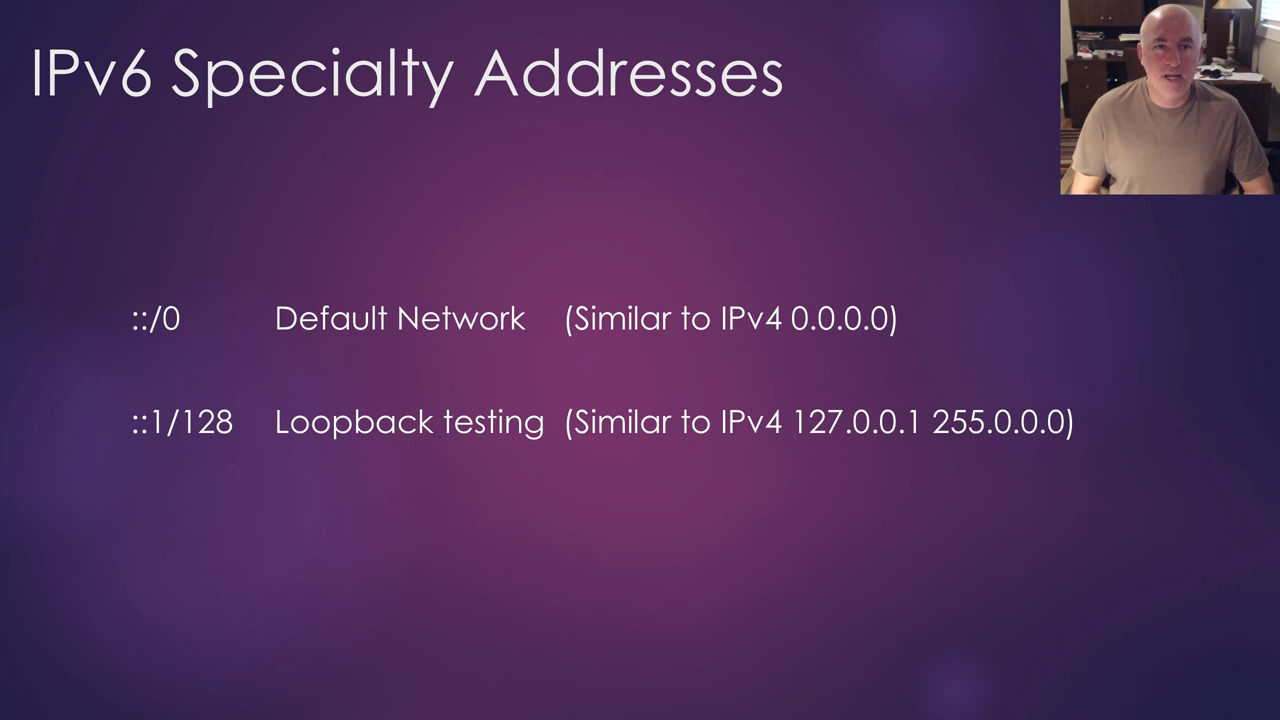 IPv6 Specialty Addresses
::/0 Default Network (Similar to IPv4 0.0.0.0)
::1/128 Loopback testing (Similar to IPv4 127.0.0.1 255.0.0.0)